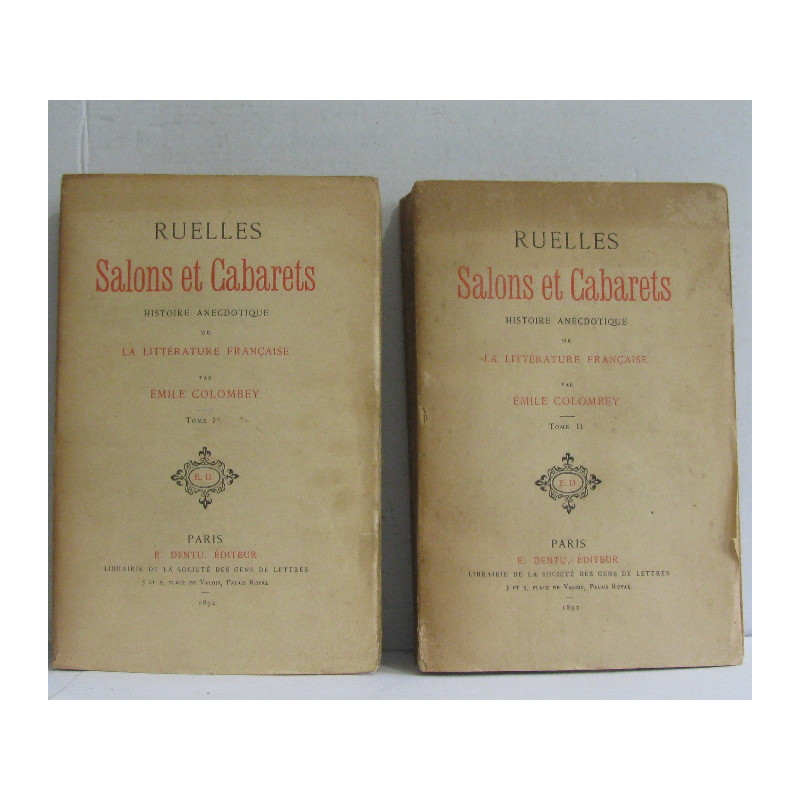 RUELLES
Salons et Cabarets
HISTOIRE ANECDOTIQUE
DE
LA LITTÉRATURE FRANÇAISE
PAR
ÉMILE COLOMBEY
TOME Iᵉʳ
E. D.
PARIS
E. DENTU, ÉDITEUR
LIBRAIRIE DE LA SOCIÉTÉ DES GENS DE LETTRES
3 ET 5, PLACE DE VALOIS, PALAIS ROYAL
1892
RUELLES
Salons et Cabarets
HISTOIRE ANECDOTIQUE
DE
LA LITTÉRATURE FRANÇAISE
PAR
ÉMILE COLOMBEY
TOME II
E. D.
PARIS
E. DENTU, ÉDITEUR
LIBRAIRIE DE LA SOCIÉTÉ DES GENS DE LETTRES
3 ET 5, PLACE DE VALOIS, PALAIS ROYAL
1892